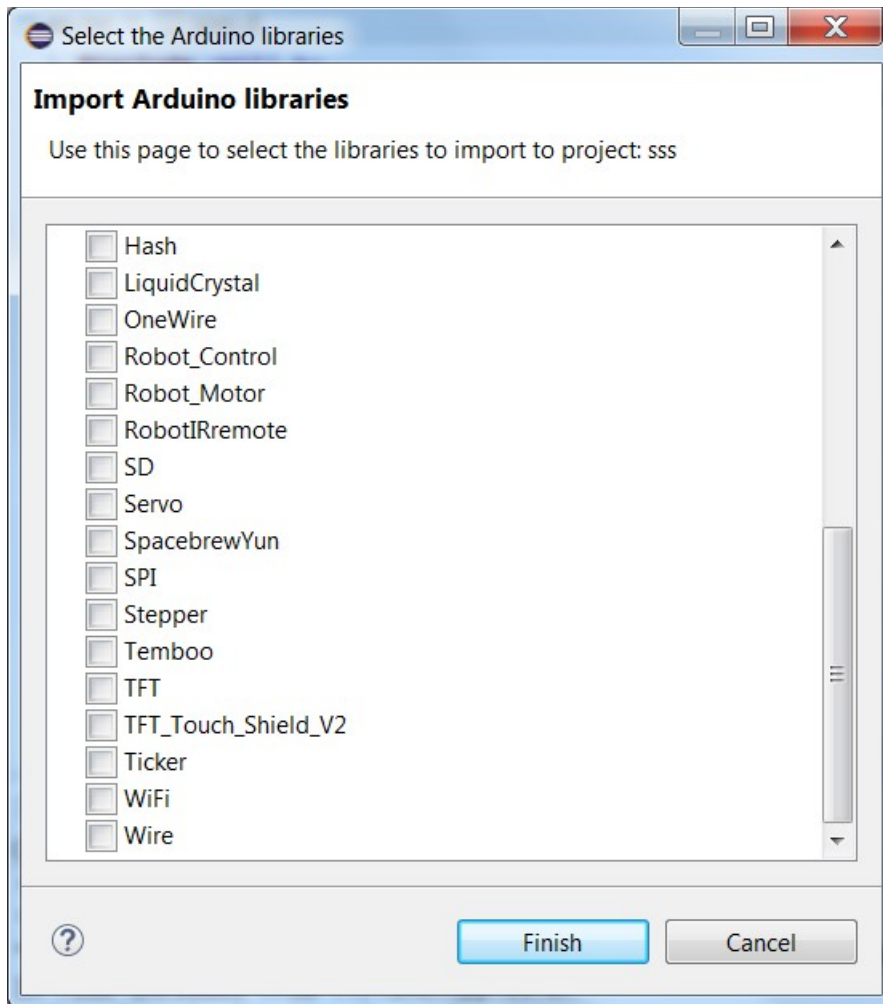 Select the Arduino libraries
Import Arduino libraries
Use this page to select the libraries to import to project: sss
Hash
LiquidCrystal
OneWire
Robot_Control
Robot_Motor
RobotIRremote
SD
Servo
SpacebrewYun
SPI
Stepper
Temboo
TFT
TFT_Touch_Shield_V2
Ticker
WiFi
Wire
?
Finish
Cancel